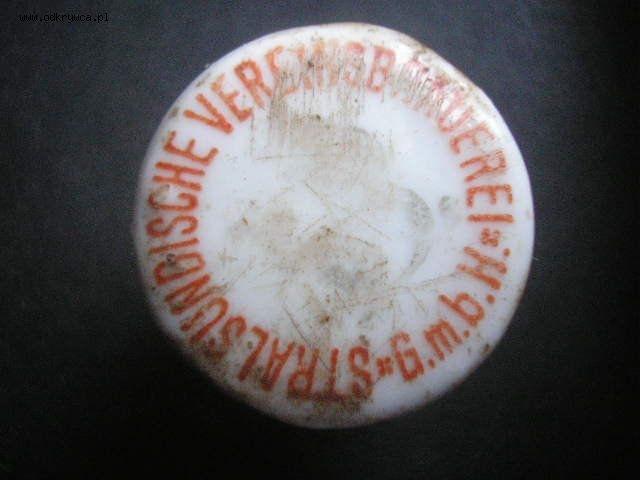 www.odkrywca.pl
STRALSUNDISCHE VEREINSBRAUEREI * H.q.w.G. *